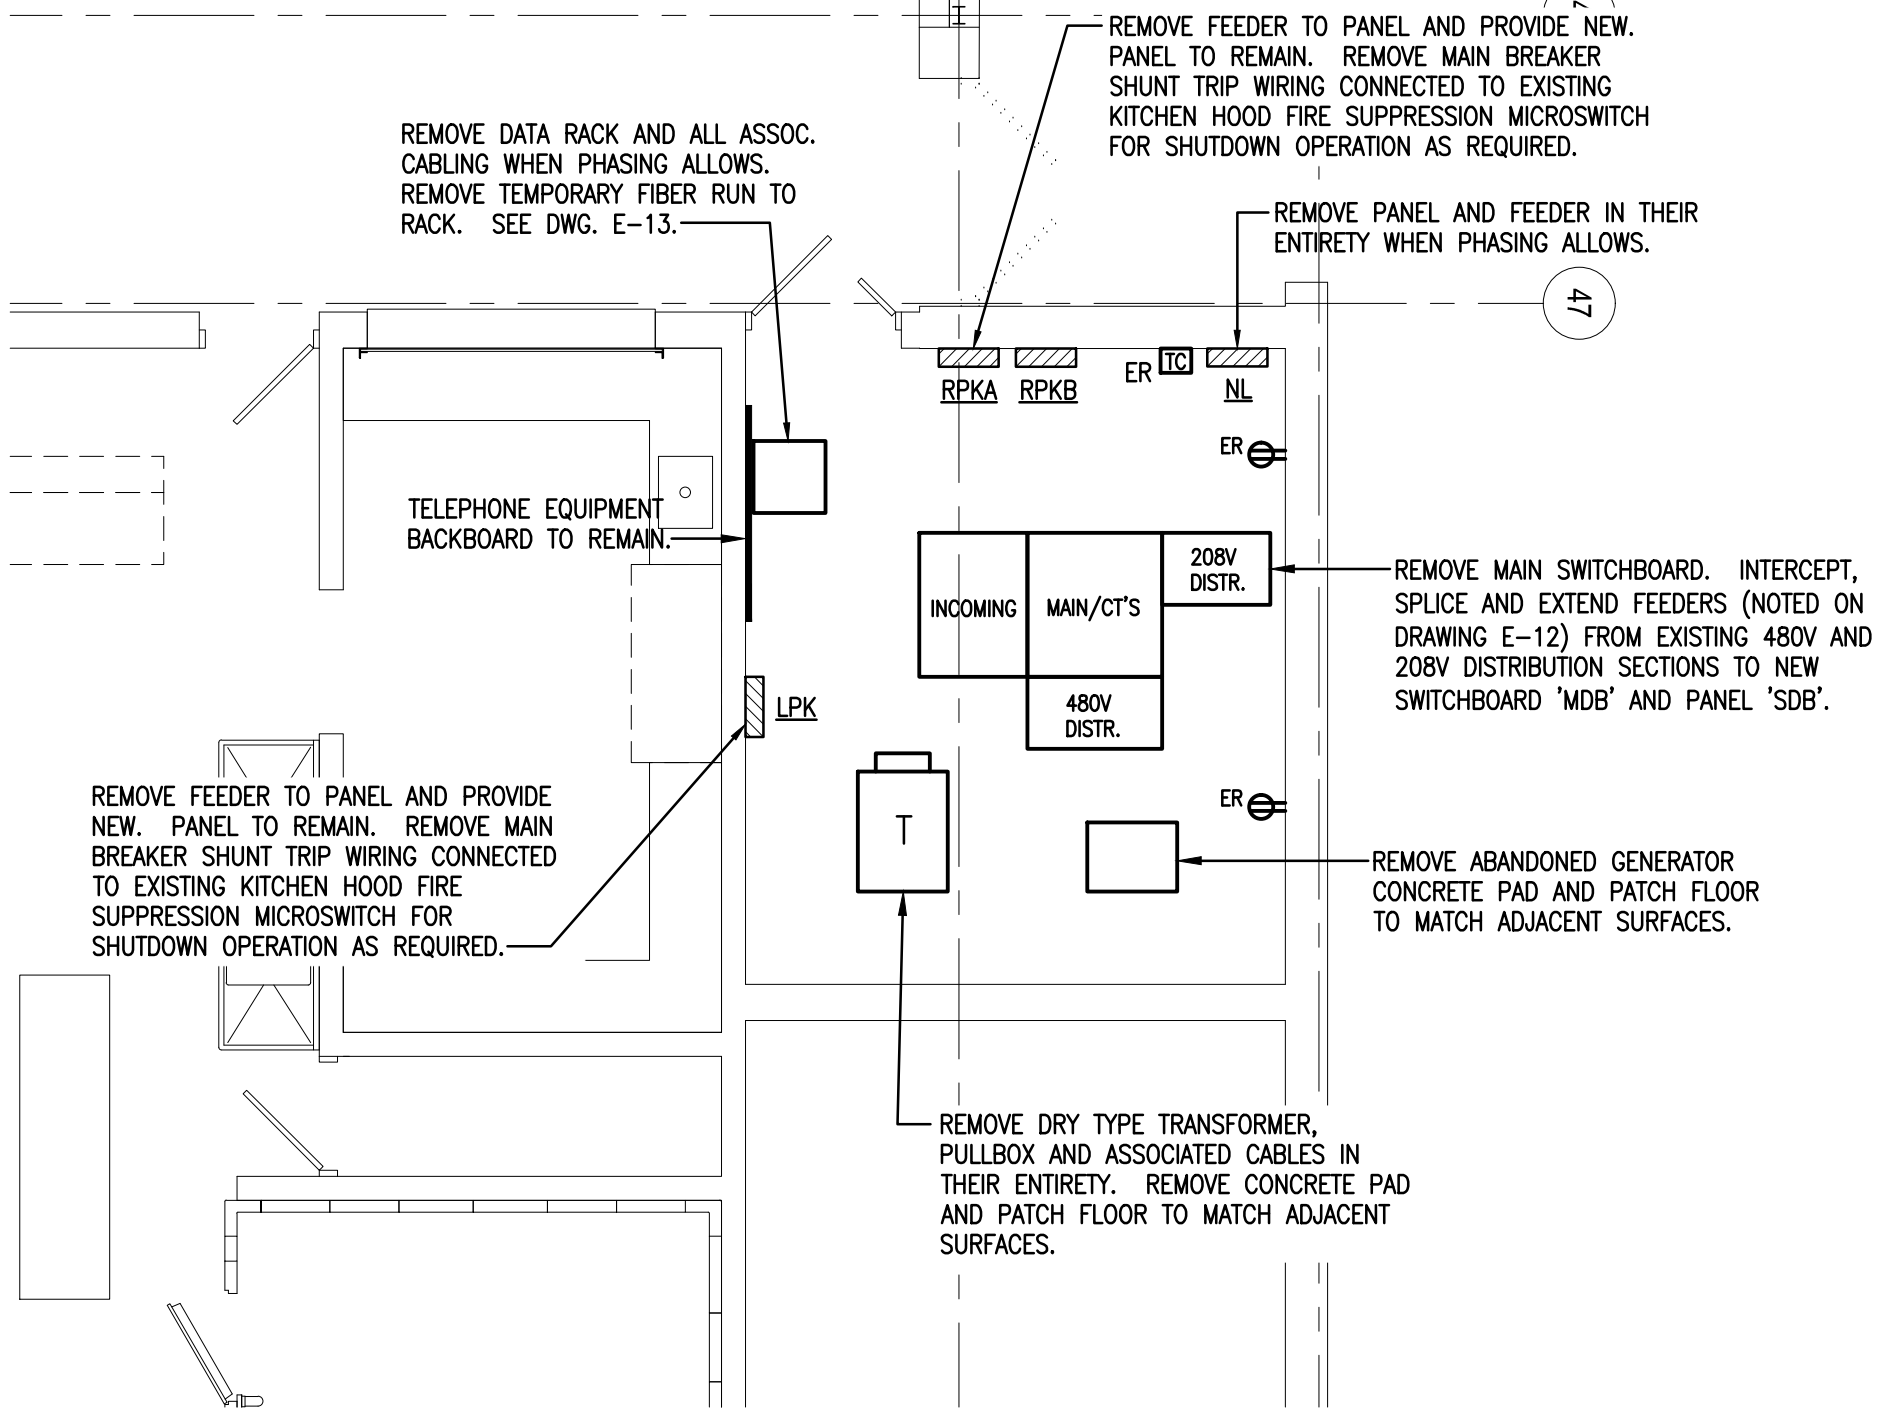 REMOVE FEEDER TO PANEL AND PROVIDE NEW.
PANEL TO REMAIN. REMOVE MAIN BREAKER
SHUNT TRIP WIRING CONNECTED TO EXISTING
KITCHEN HOOD FIRE SUPPRESSION MICROSWITCH
FOR SHUTDOWN OPERATION AS REQUIRED.
REMOVE DATA RACK AND ALL ASSOC.
CABLING WHEN PHASING ALLOWS.
REMOVE TEMPORARY FIBER RUN TO
RACK. SEE DWG. E-13.
REMOVE PANEL AND FEEDER IN THEIR
ENTIRETY WHEN PHASING ALLOWS.
47
RPKA
RPKB
ER
TC
NL
ER
TELEPHONE EQUIPMENT
BACKBOARD TO REMAIN.
INCOMING
MAIN/CT'S
208V
DISTR.
480V
DISTR.
REMOVE MAIN SWITCHBOARD. INTERCEPT,
SPLICE AND EXTEND FEEDERS (NOTED ON
DRAWING E-12) FROM EXISTING 480V AND
208V DISTRIBUTION SECTIONS TO NEW
SWITCHBOARD 'MDB' AND PANEL 'SDB'.
LPK
REMOVE FEEDER TO PANEL AND PROVIDE
NEW. PANEL TO REMAIN. REMOVE MAIN
BREAKER SHUNT TRIP WIRING CONNECTED
TO EXISTING KITCHEN HOOD FIRE
SUPPRESSION MICROSWITCH FOR
SHUTDOWN OPERATION AS REQUIRED.
T
ER
REMOVE ABANDONED GENERATOR
CONCRETE PAD AND PATCH FLOOR
TO MATCH ADJACENT SURFACES.
REMOVE DRY TYPE TRANSFORMER,
PULLBOX AND ASSOCIATED CABLES IN
THEIR ENTIRETY. REMOVE CONCRETE PAD
AND PATCH FLOOR TO MATCH ADJACENT
SURFACES.